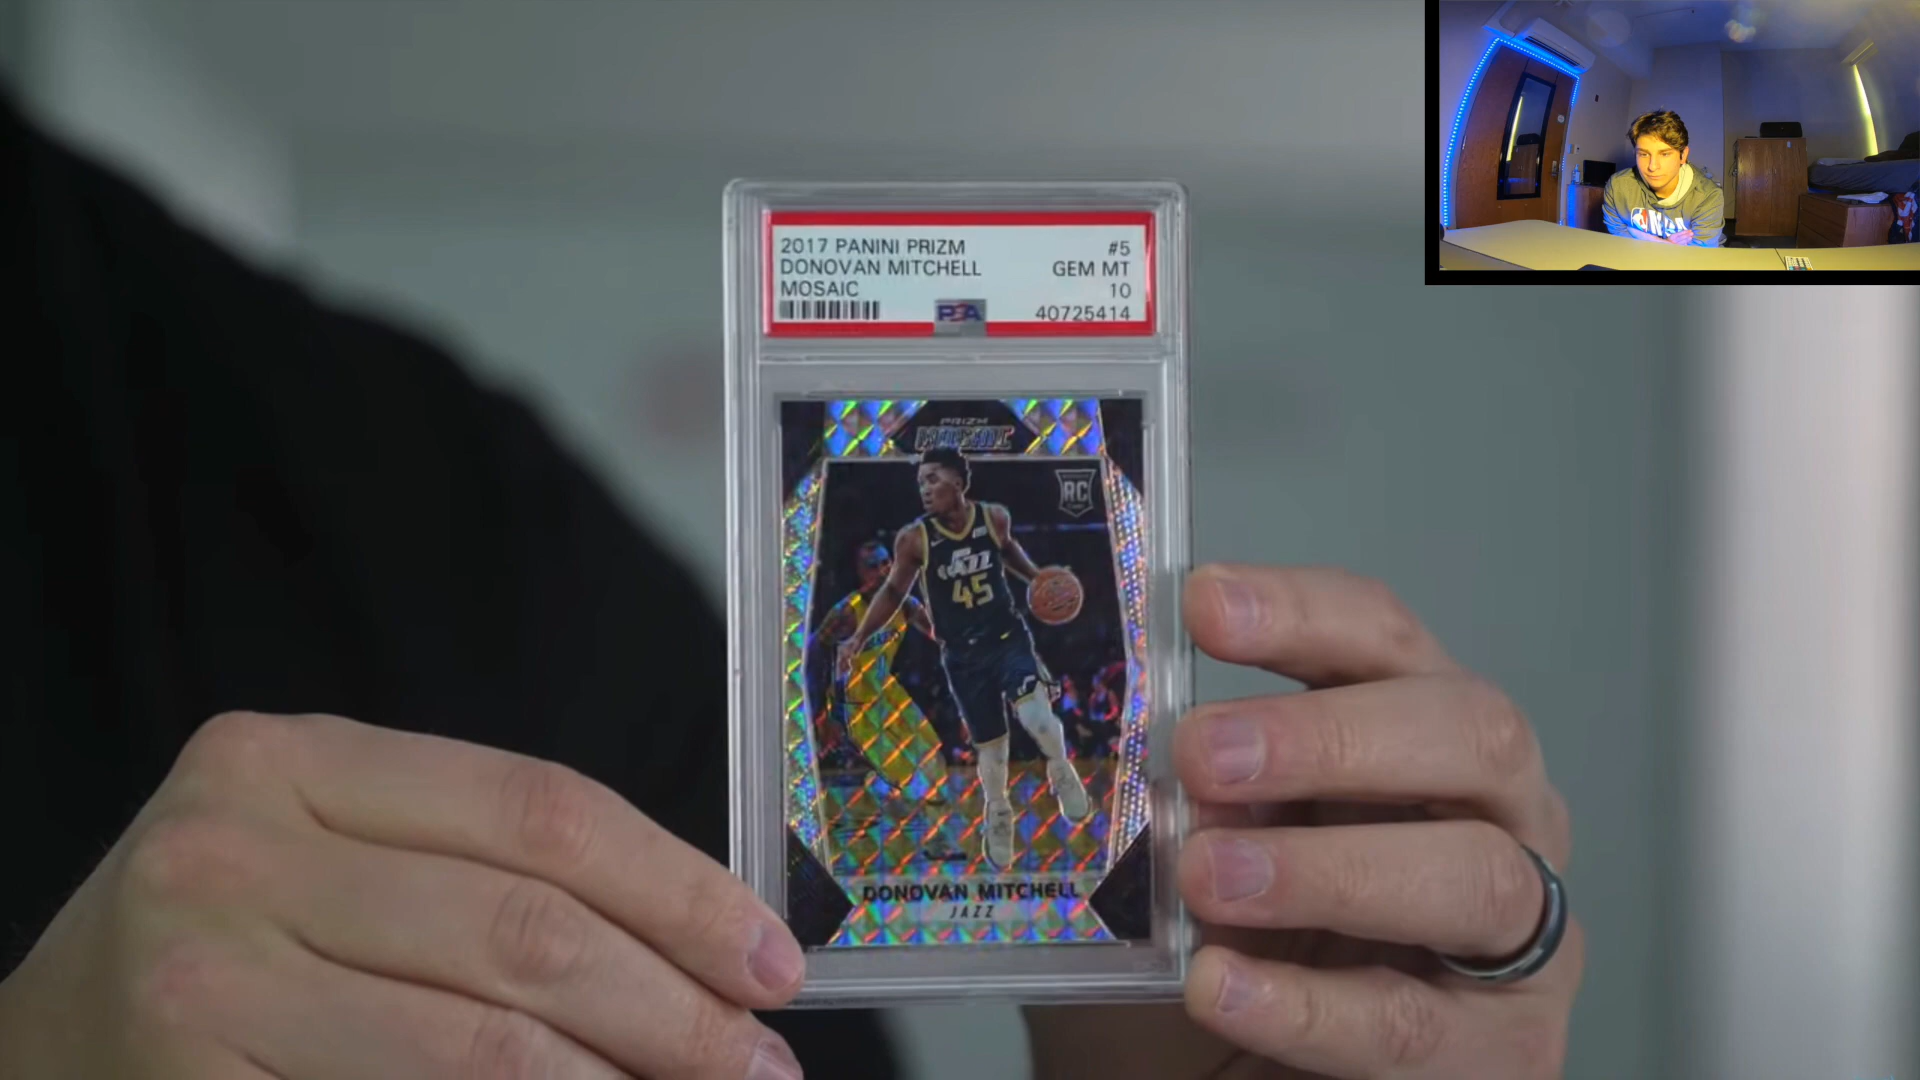 2017 PANINI PRIZM #5
DONOVAN MITCHELL GEM MT
MOSAIC 10
PSA 40725414
PRIZM
MOSAIC
RC
JAZZ
45
DONOVAN MITCHELL
JAZZ
NBA